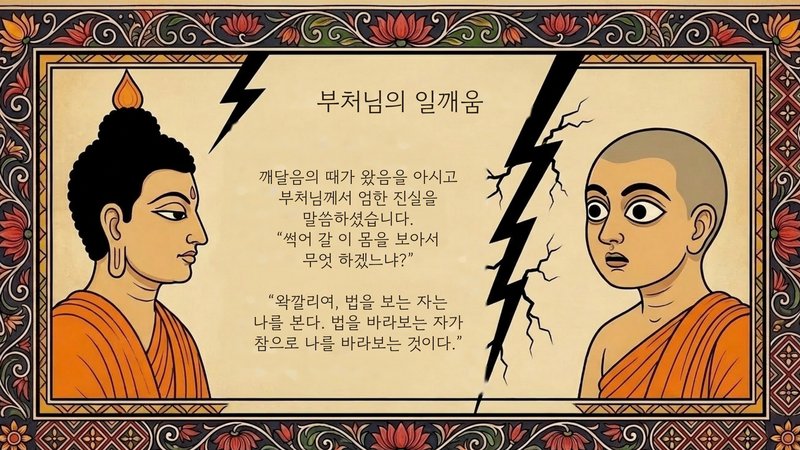 부처님의 일깨움
깨달음의 때가 왔음을 아시고
부처님께서 엄한 진실을
말씀하셨습니다.
“썩어 갈 이 몸을 보아서
무엇 하겠느냐?”
“왁깔리여, 법을 보는 자는
나를 본다. 법을 바라보는 자가
참으로 나를 바라보는 것이다.”